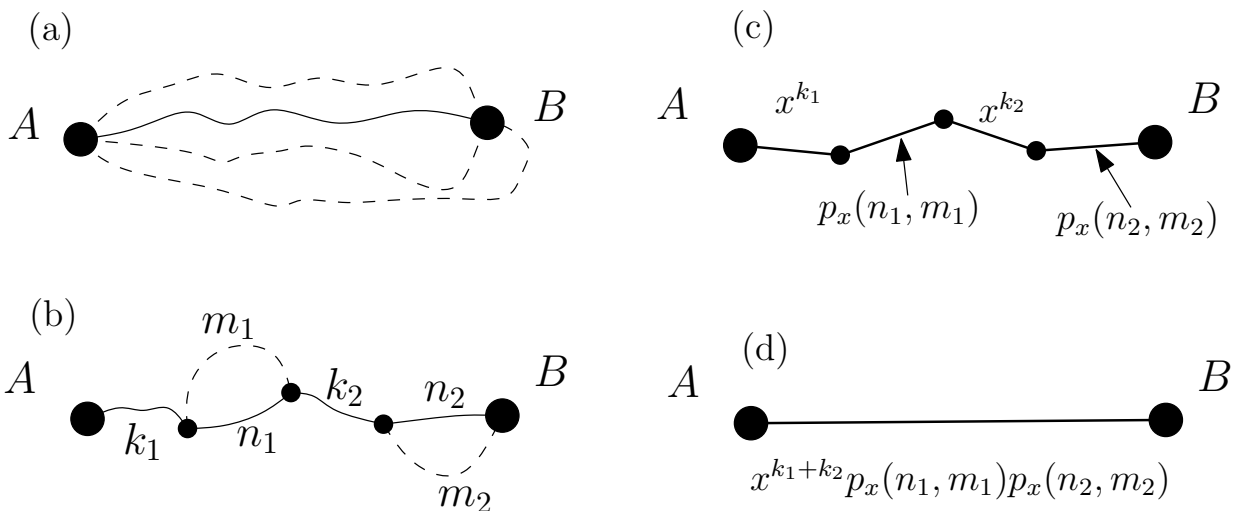 (a)
A
B
(b)
A
B
m_1
k_1
n_1
k_2
n_2
m_2
(c)
A
B
x^{k_1}
x^{k_2}
p_x(n_1, m_1)
p_x(n_2, m_2)
(d)
A
B
x^{k_1+k_2}p_x(n_1, m_1)p_x(n_2, m_2)